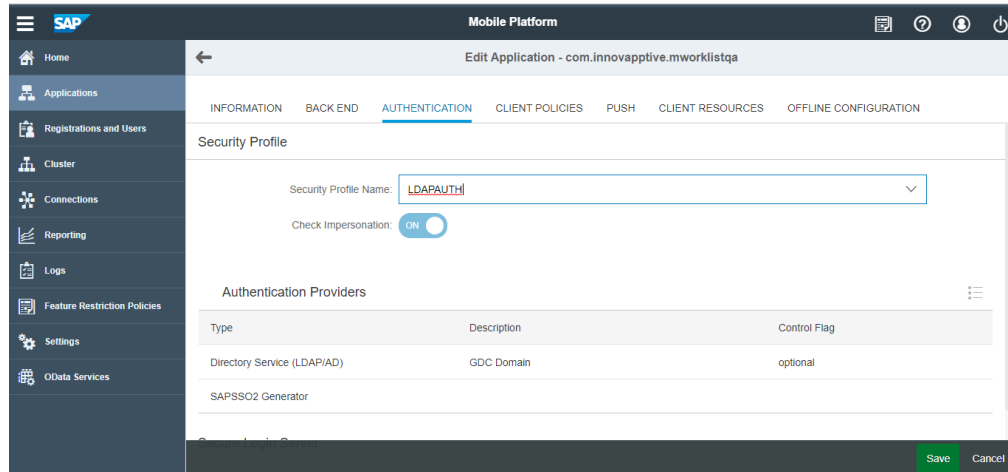 SAP
Mobile Platform
Home
Applications
Registrations and Users
Cluster
Connections
Reporting
Logs
Feature Restriction Policies
Settings
OData Services
Edit Application - com.innovapptive.mworklistqa
INFORMATION BACK END AUTHENTICATION CLIENT POLICIES PUSH CLIENT RESOURCES OFFLINE CONFIGURATION
Security Profile
Security Profile Name: LDAPAUTH
Check Impersonation: ON
Authentication Providers
Type Description Control Flag
Directory Service (LDAP/AD) GDC Domain optional
SAPSSO2 Generator
Secure Login Server
Save Cancel